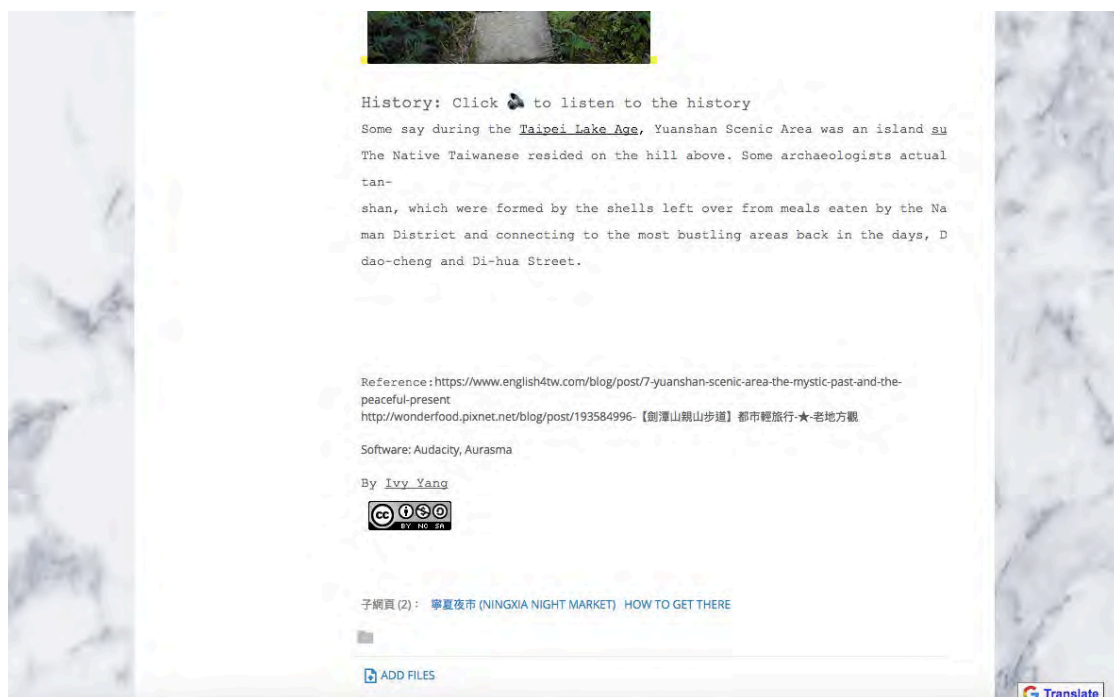 History: Click to listen to the history
Some say during the Taipei Lake Age, Yuanshan Scenic Area was an island su
The Native Taiwanese resided on the hill above. Some archaeologists actual
tan-
shan, which were formed by the shells left over from meals eaten by the Na
man District and connecting to the most bustling areas back in the days, D
dao-cheng and Di-hua Street.
Reference:https://www.english4tw.com/blog/post/7-yuanshan-scenic-area-the-mystic-past-and-the-
peaceful-present
http://wonderfood.pixnet.net/blog/post/193584996-【劍潭山親山步道】都市輕旅行-★-老地方觀
Software: Audacity, Aurasma
By Ivy Yang
cc
BY NC SA
子網頁 (2)： 寧夏夜市 (NINGXIA NIGHT MARKET) HOW TO GET THERE
ADD FILES
G Translate